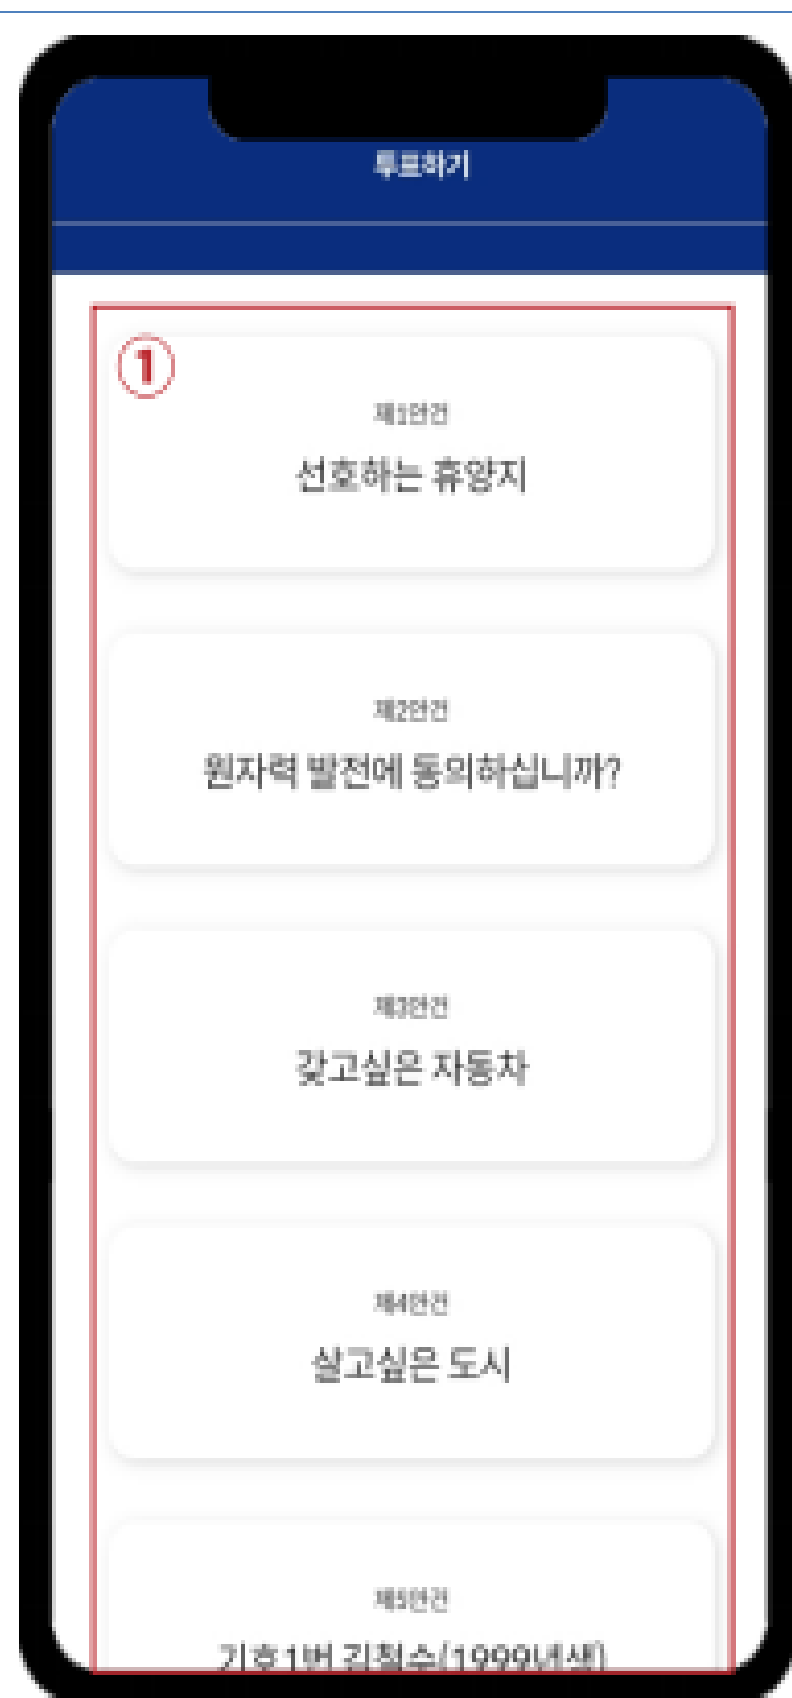 투표하기
①
제1안건
선호하는 휴양지
제2안건
원자력 발전에 동의하십니까?
제3안건
갖고싶은 자동차
제4안건
살고싶은 도시
제5안건
기호1번 김철수(1999년생)